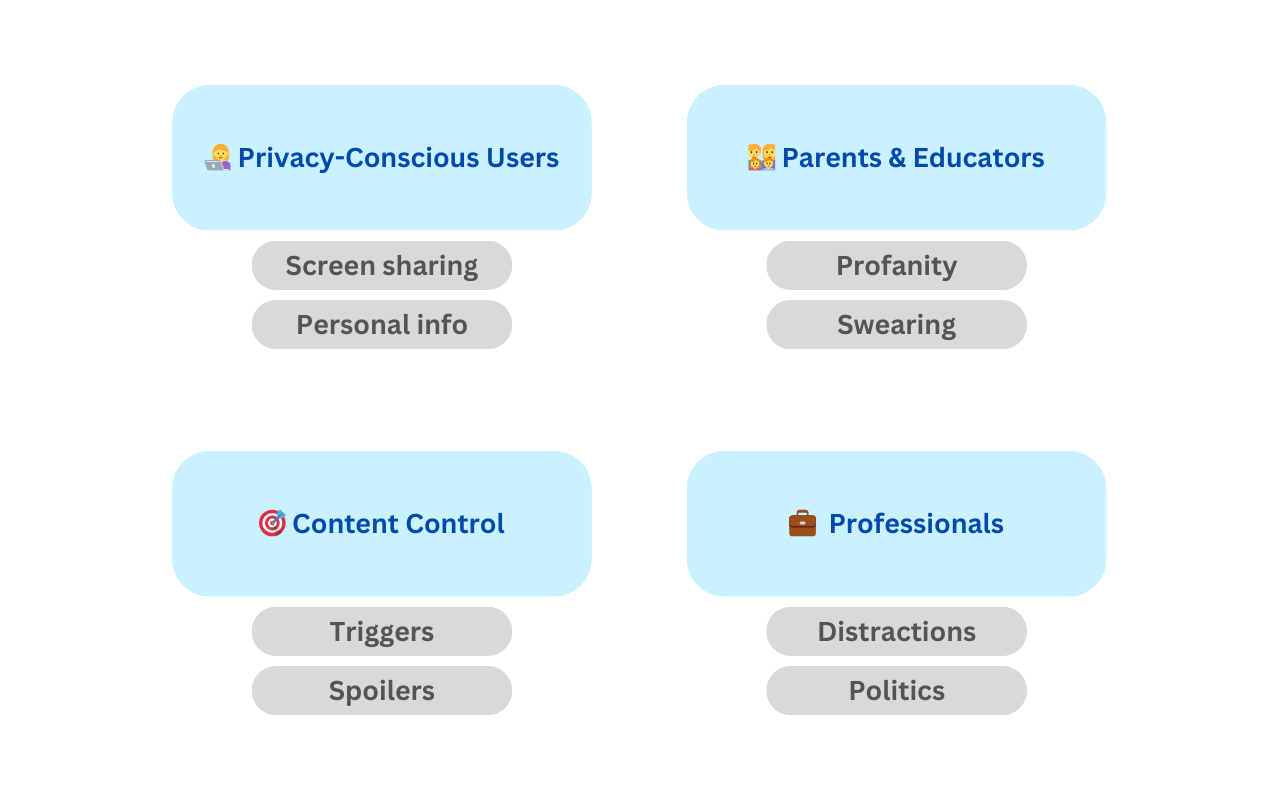 Privacy-Conscious Users
Screen sharing
Personal info
Parents & Educators
Profanity
Swearing
Content Control
Triggers
Spoilers
Professionals
Distractions
Politics